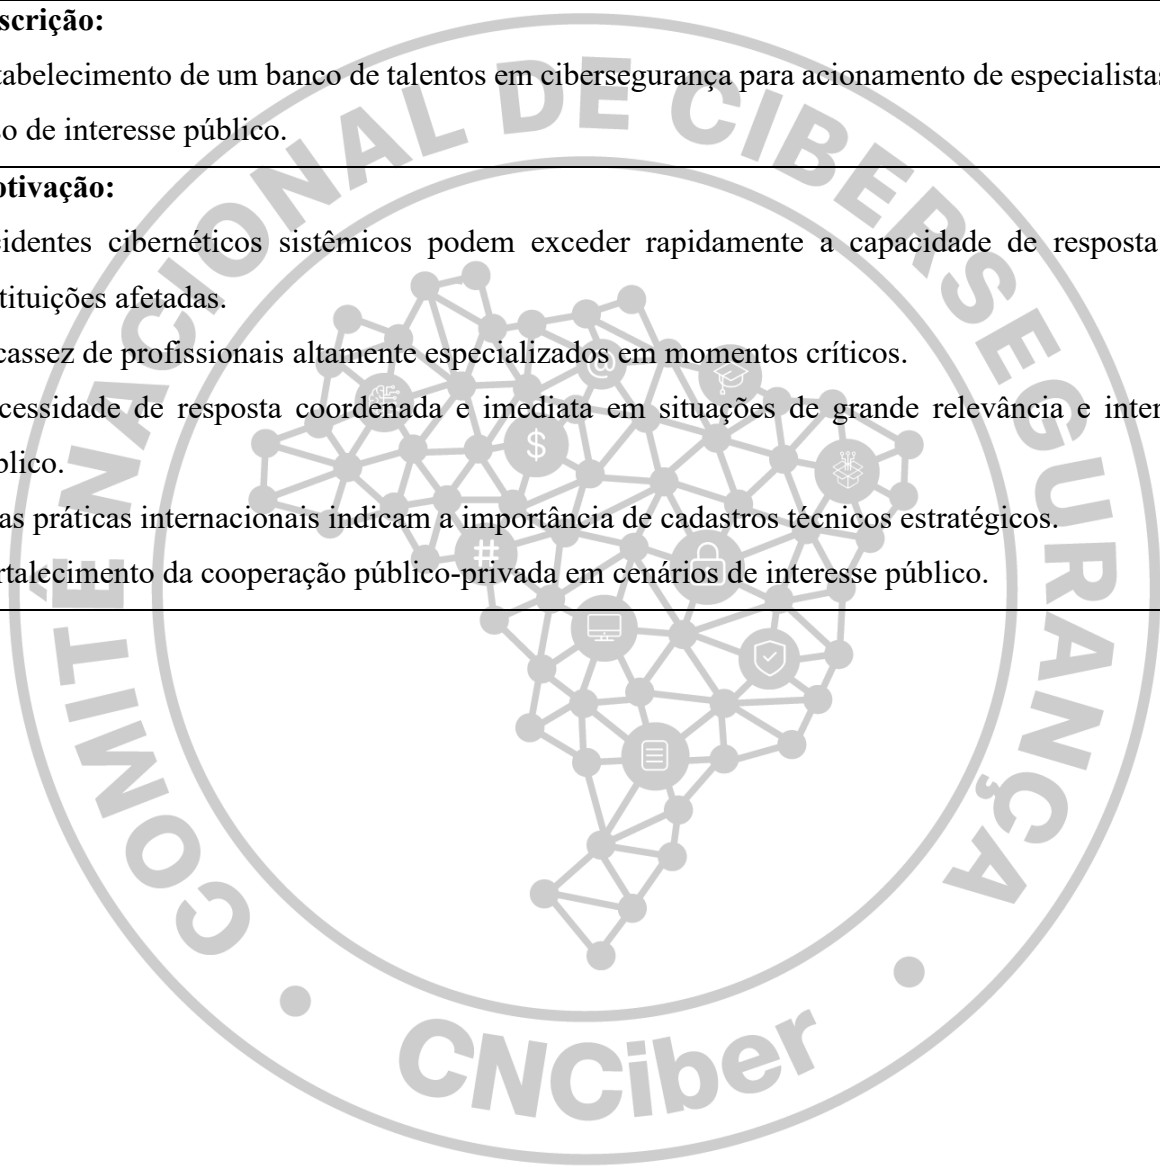 scrição:
tabelecimento de um banco de talentos em cibersegurança para acionamento de especialistas
so de interesse público.
otivação:
cidentes cibernéticos sistêmicos podem exceder rapidamente a capacidade de resposta
tituições afetadas.
cassez de profissionais altamente especializados em momentos críticos.
cessidade de resposta coordenada e imediata em situações de grande relevância e inter
blico.
as práticas internacionais indicam a importância de cadastros técnicos estratégicos.
rtalecimento da cooperação público-privada em cenários de interesse público.
COMITÊ NACIONAL DE CIBERSEGURANÇA
@
$
#
CNCiber